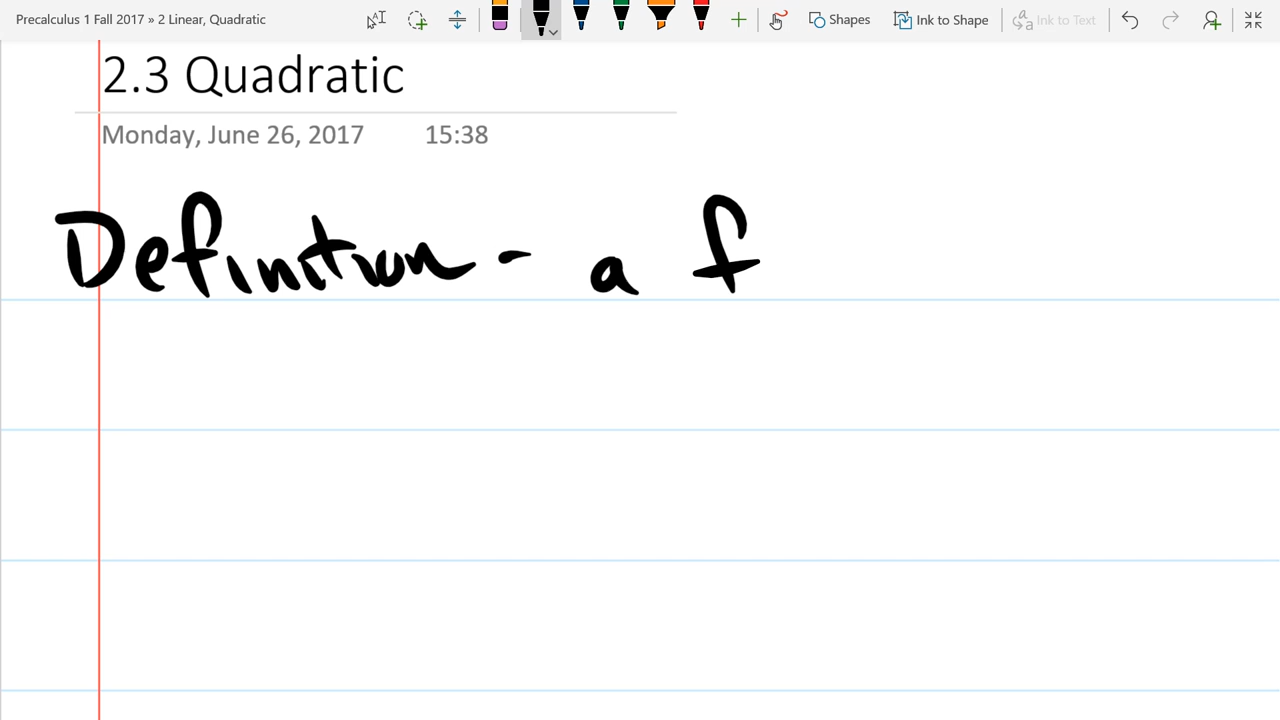 Precalculus 1 Fall 2017 » 2 Linear, Quadratic
Shapes
Ink to Shape
Ink to Text
2.3 Quadratic
Monday, June 26, 2017 15:38
Definition - a f